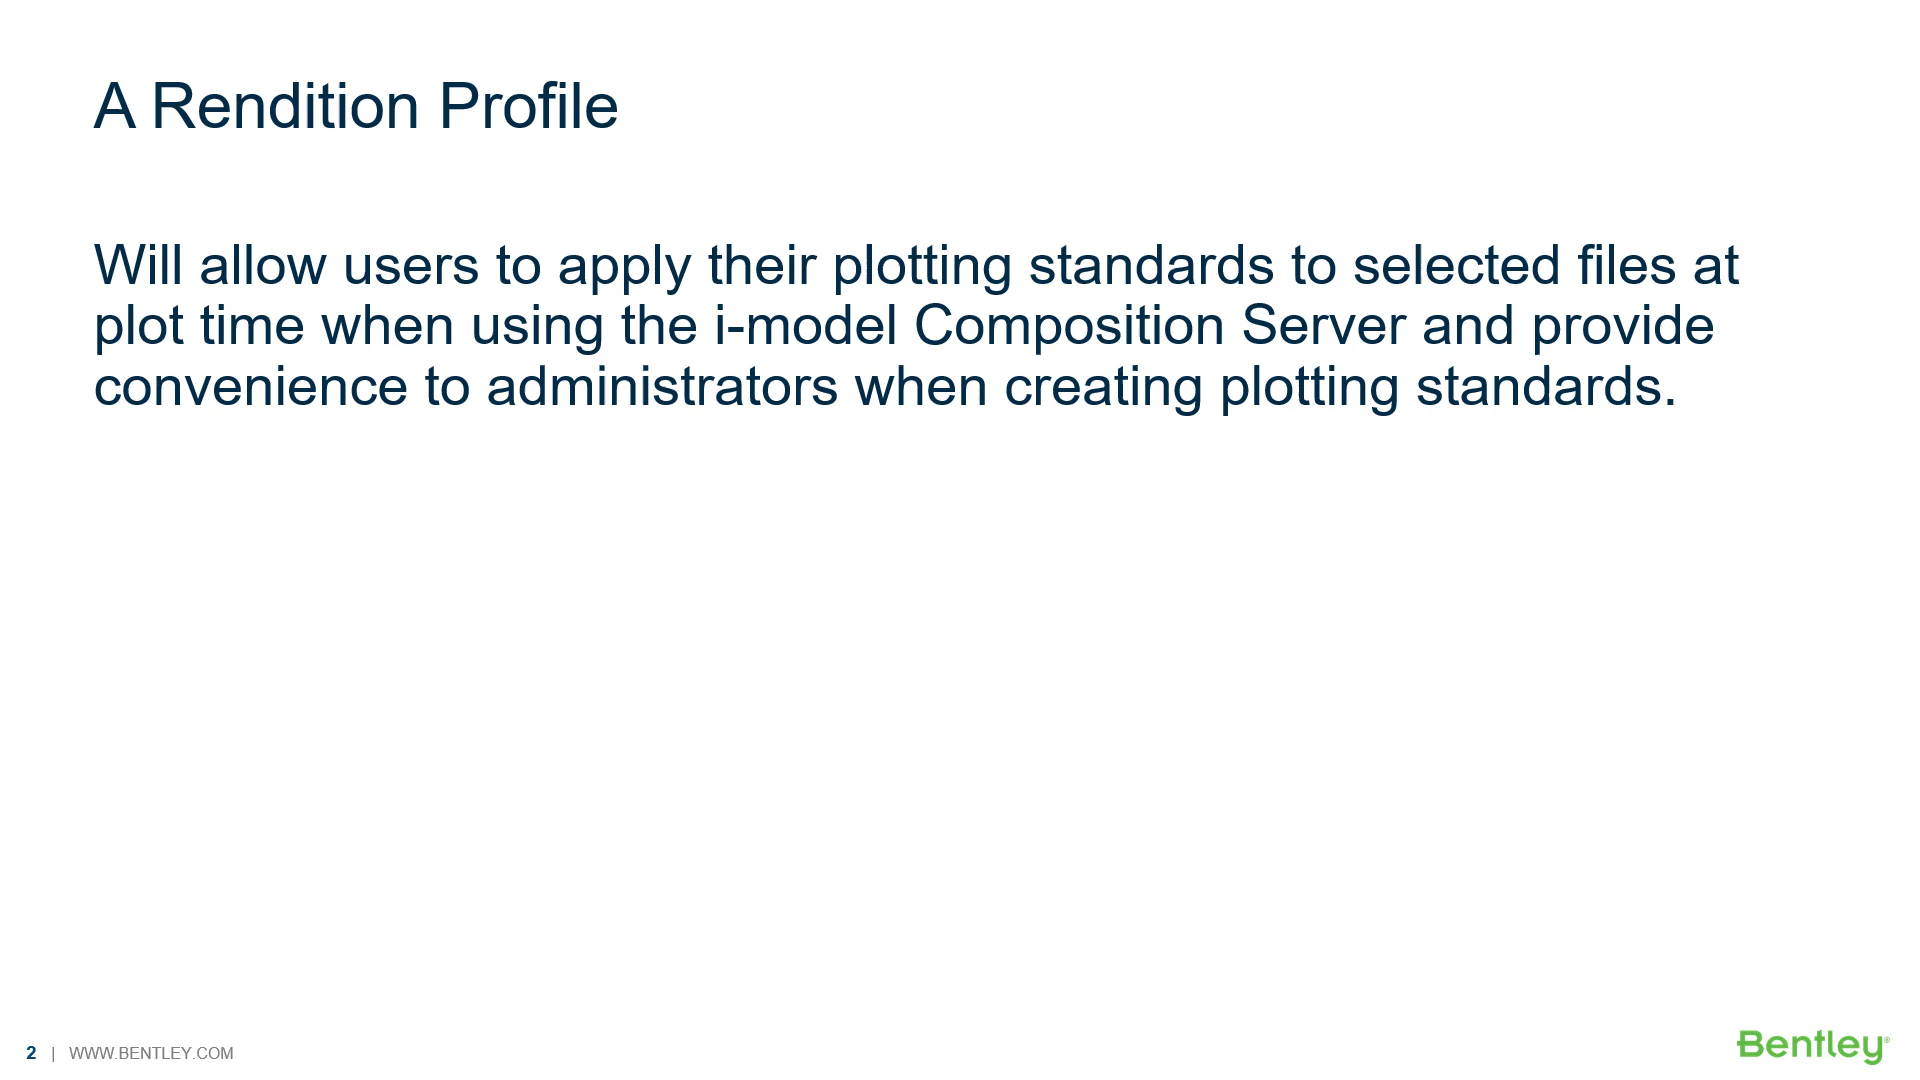 A Rendition Profile
Will allow users to apply their plotting standards to selected files at
plot time when using the i-model Composition Server and provide
convenience to administrators when creating plotting standards.
2 | WWW.BENTLEY.COM
Bentley®